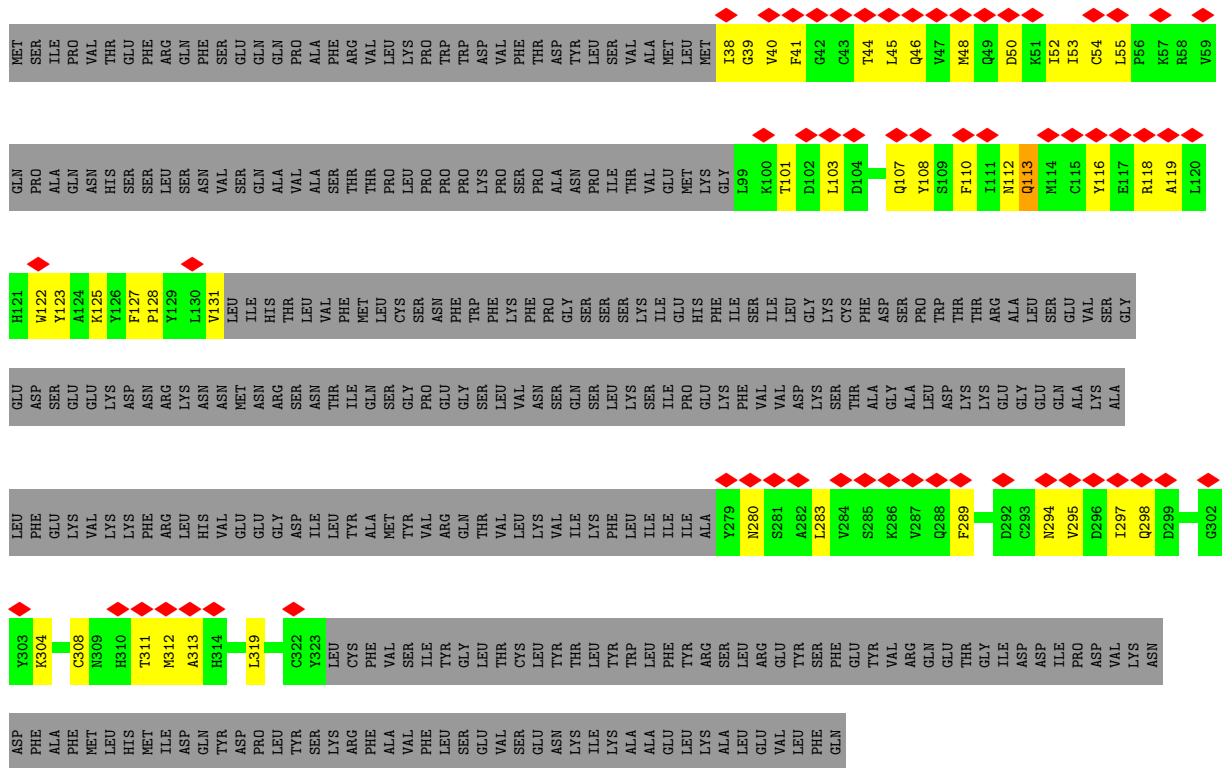 MET SER ILE PRO VAL THR GLU PHE ARG GLN PHE SER GLU GLN GLN PRO ALA PHE ARG VAL LEU LYS PRO TRP TRP ASP VAL PHE THR ASP TYR LEU SER VAL ALA MET LEU MET I38 G39 V40 F41 G42 C43 T44 L45 Q46 V47 M48 Q49 D50 K51 I52 I53 C54 L55 P56 K57 R58 V59
GLN PRO ALA GLN ASN HIS SER SER LEU SER ASN VAL SER GLN ALA VAL ALA SER THR THR PRO LEU PRO PRO PRO LYS PRO SER PRO ALA ASN PRO ILE THR VAL GLU MET LYS GLY L99 K100 T101 D102 L103 D104 Q107 Y108 S109 F110 I111 N112 Q113 M114 C115 Y116 E117 R118 A119 L120
H121 W122 Y123 A124 K125 Y126 F127 P128 Y129 L130 V131 LEU ILE HIS THR LEU VAL PHE MET LEU CYS SER ASN PHE TRP PHE LYS PHE PRO GLY SER SER SER LYS ILE GLU HIS PHE ILE SER ILE LEU GLY LYS CYS PHE ASP SER PRO TRP THR THR ARG ALA LEU SER GLU VAL SER GLY
GLU ASP SER GLU GLU LYS ASP ASN ARG LYS ASN ASN MET ASN ARG SER ASN THR ILE GLN SER GLY PRO GLU GLY SER LEU VAL ASN SER GLN SER LEU LYS SER ILE PRO GLU LYS PHE VAL VAL ASP LYS SER THR ALA GLY ALA LEU ASP LYS LYS GLU GLY GLU GLN ALA LYS ALA
LEU PHE GLU LYS VAL LYS LYS PHE ARG LEU HIS VAL GLU GLU GLY ASP ILE LEU TYR ALA MET TYR VAL ARG GLN THR VAL LEU LYS VAL ILE LYS PHE LEU ILE ILE ILE ALA Y279 N280 S281 A282 L283 V284 S285 K286 V287 Q288 F289 D292 C293 N294 V295 D296 I297 Q298 D299 G302
Y303 K304 C308 N309 H310 T311 M312 A313 H314 L319 C322 Y323 LEU CYS PHE VAL SER ILE TYR GLY LEU THR CYS LEU TYR THR LEU TYR TRP LEU PHE TYR ARG SER LEU ARG GLU TYR SER PHE GLU TYR VAL ARG GLN GLU THR GLY ILE ASP ASP ILE PRO ASP VAL LYS ASN
ASP PHE ALA PHE MET LEU HIS MET ILE ASP GLN TYR ASP PRO LEU TYR SER LYS ARG PHE ALA VAL PHE LEU SER GLU VAL SER GLU ASN LYS ILE LYS ALA ALA GLU LEU LYS ALA LEU GLU VAL LEU PHE GLN